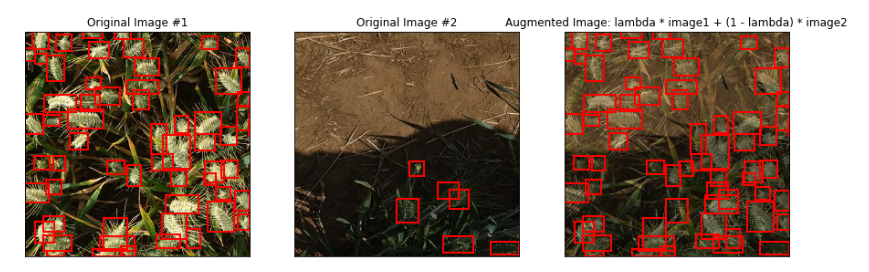 Original Image #1
Original Image #2
Augmented Image: lambda * image1 + (1 - lambda) * image2